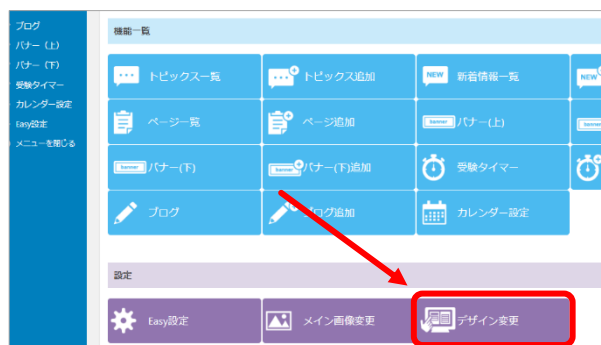 ブログ
バナー（上）
バナー（下）
受験タイマー
カレンダー設定
Easy設定
メニューを閉じる
機能一覧
トピックス一覧
トピックス追加
NEW 新着情報一覧
NEW
ページ一覧
ページ追加
banner バナー(上)
banner
banner バナー(下)
banner バナー(下)追加
受験タイマー
ブログ
ブログ追加
カレンダー設定
設定
Easy設定
メイン画像変更
デザイン変更